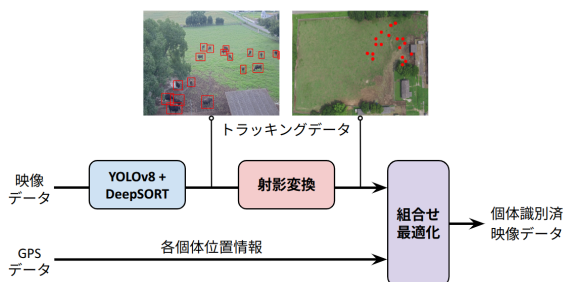 トラッキングデータ
映像
データ
YOLOv8 +
DeepSORT
射影変換
組合せ
最適化
個体識別済
映像データ
GPS
データ
各個体位置情報